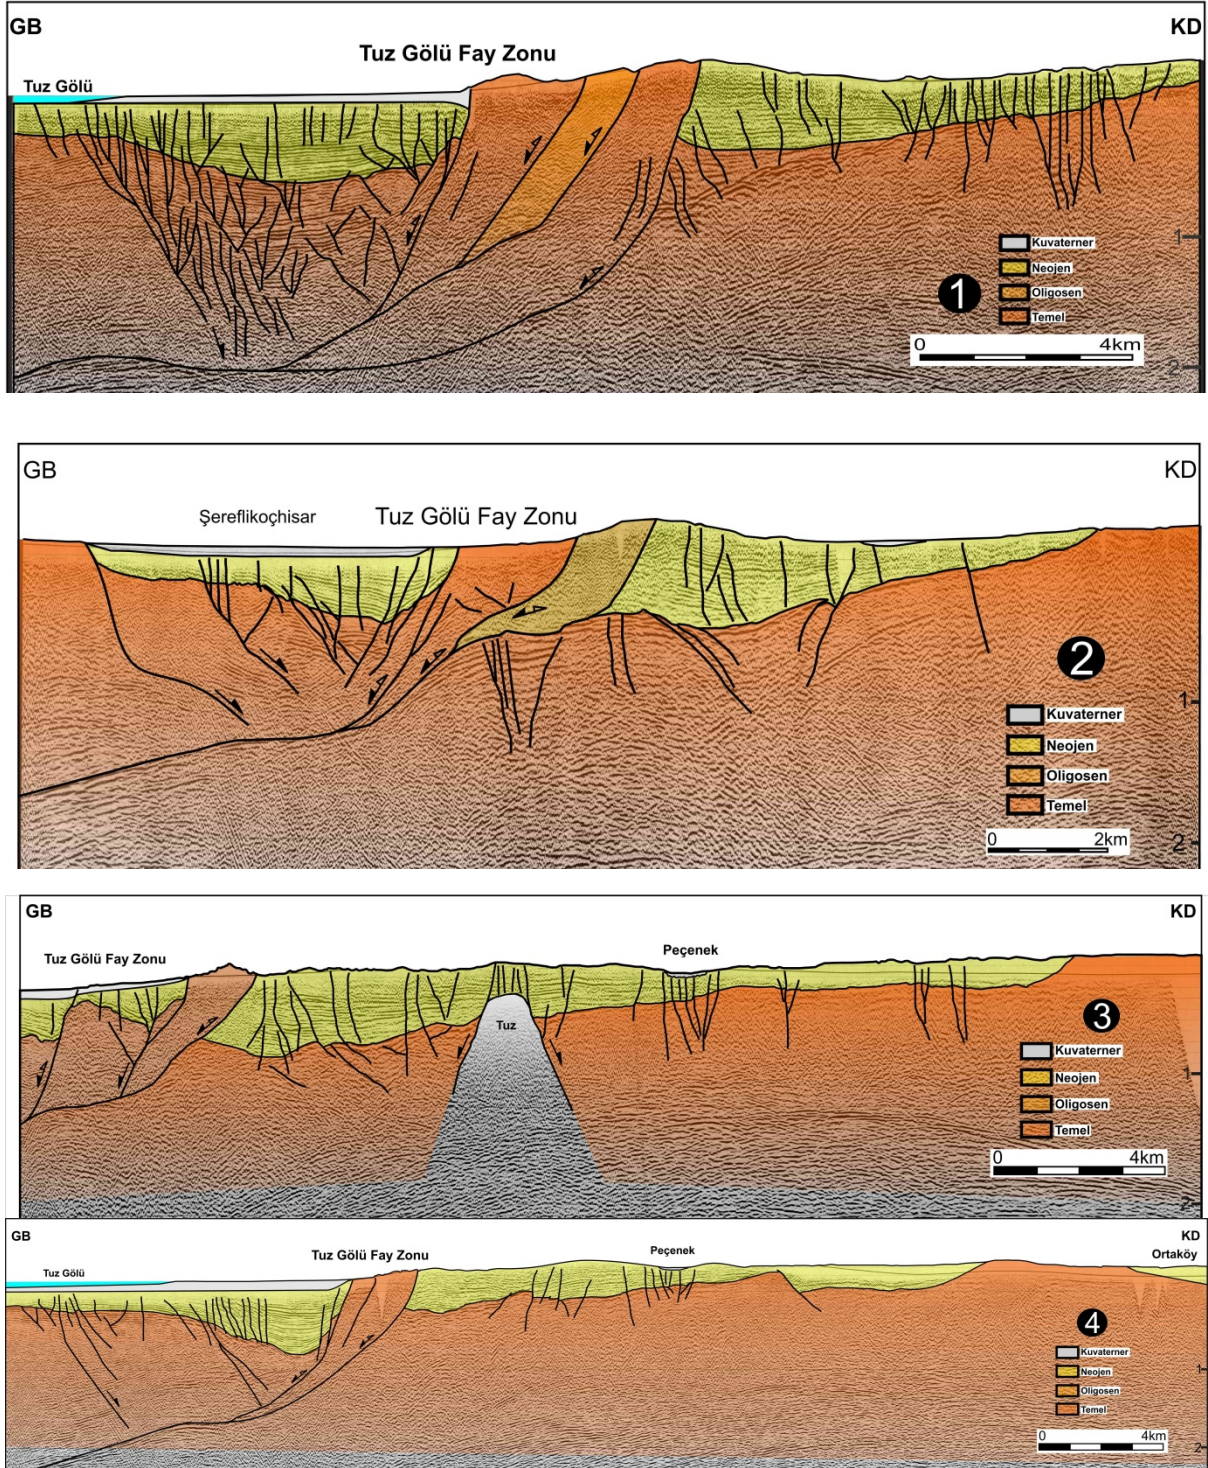 GB
KD
Tuz Gölü Fay Zonu
Tuz Gölü
Kuvaterner
Neojen
Oligosen
Temel
1
1
0 4km
2
GB
KD
Şereflikoçhisar
Tuz Gölü Fay Zonu
2
1
Kuvaterner
Neojen
Oligosen
Temel
0 2km
2
GB
KD
Tuz Gölü Fay Zonu
Peçenek
Tuz
3
Kuvaterner
1
Neojen
Oligosen
Temel
0 4km
2
GB
KD
Tuz Gölü Fay Zonu
Peçenek
Ortaköy
Tuz Gölü
4
Kuvaterner
1
Neojen
Oligosen
Temel
0 4km
2